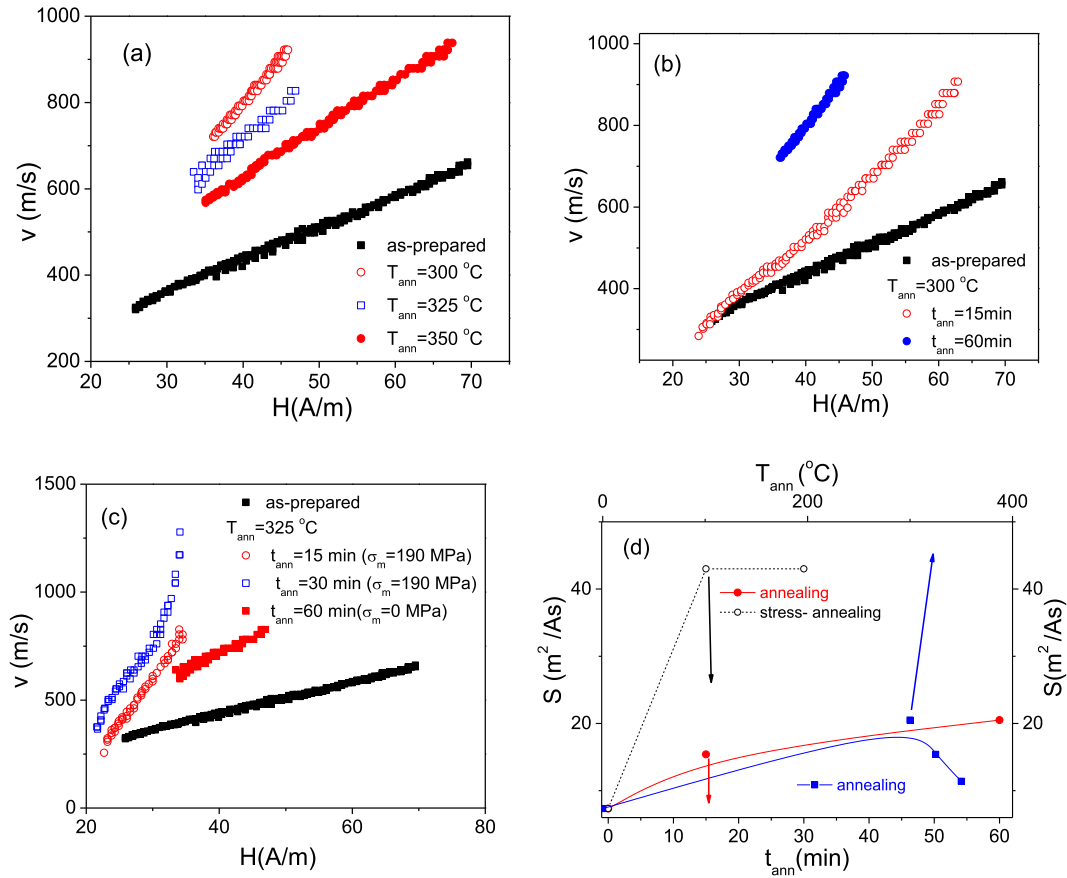 (a)
1000
800
600
400
200
v (m/s)
as-prepared
T_ann=300 °C
T_ann=325 °C
T_ann=350 °C
20 30 40 50 60 70
H(A/m)
(b)
1000
800
600
400
v (m/s)
as-prepared
T_ann=300 °C
t_ann=15min
t_ann=60min
20 30 40 50 60 70
H(A/m)
(c)
1500
1000
500
0
v (m/s)
as-prepared
T_ann=325 °C
t_ann=15 min (σ_m=190 MPa)
t_ann=30 min (σ_m=190 MPa)
t_ann=60 min(σ_m=0 MPa)
20 40 60 80
H(A/m)
T_ann (°C)
0 200 400
(d)
40
20
S (m² /As)
annealing
stress- annealing
annealing
40
20
S(m² /As)
0 10 20 30 40 50 60
t_ann(min)